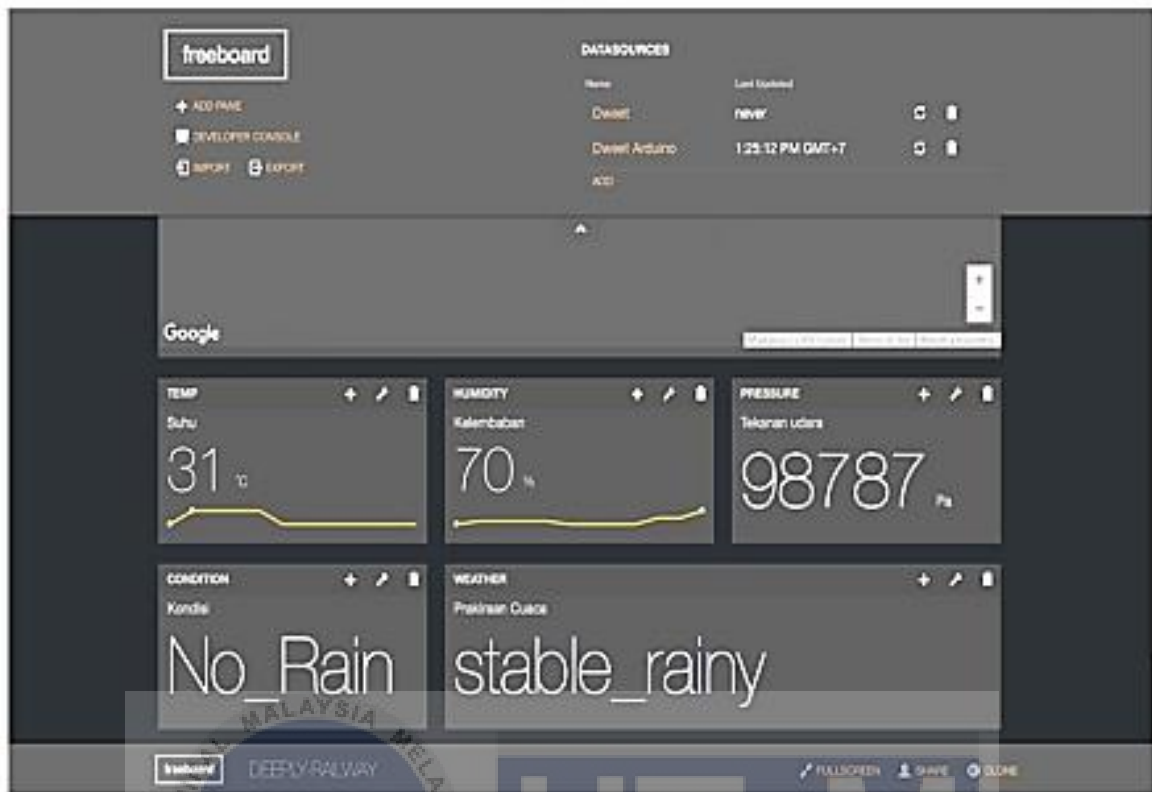 freeboard
DATASOURCES
Name Last Updated
ADD PANE
Dweet never
DEVELOPER CONSOLE
Dweet Arduino 1:25:12 PM GMT+7
IMPORT EXPORT
ADD
+
−
Google
TEMP
Suhu
31 °C
HUMIDITY
Kelembaban
70 %
PRESSURE
Tekanan udara
98787 Pa
CONDITION
Kondisi
No_Rain
WEATHER
Prakiraan Cuaca
stable_rainy
MALAYSIA
freeboard DEEPLY-RAILWAY FULLSCREEN SHARE CLONE